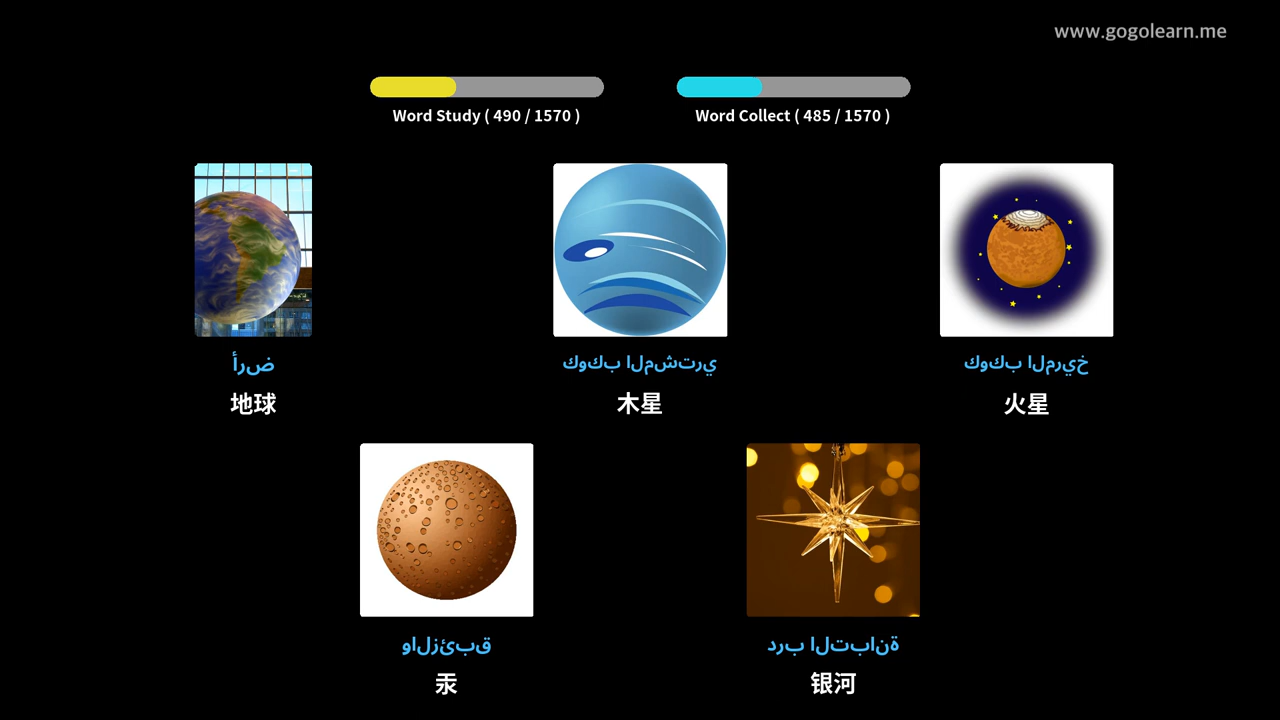 www.gogolearn.me
Word Study ( 490 / 1570 )
Word Collect ( 485 / 1570 )
أرض
地球
كوكب المشتري
木星
كوكب المريخ
火星
والزئبق
汞
درب التبانة
银河